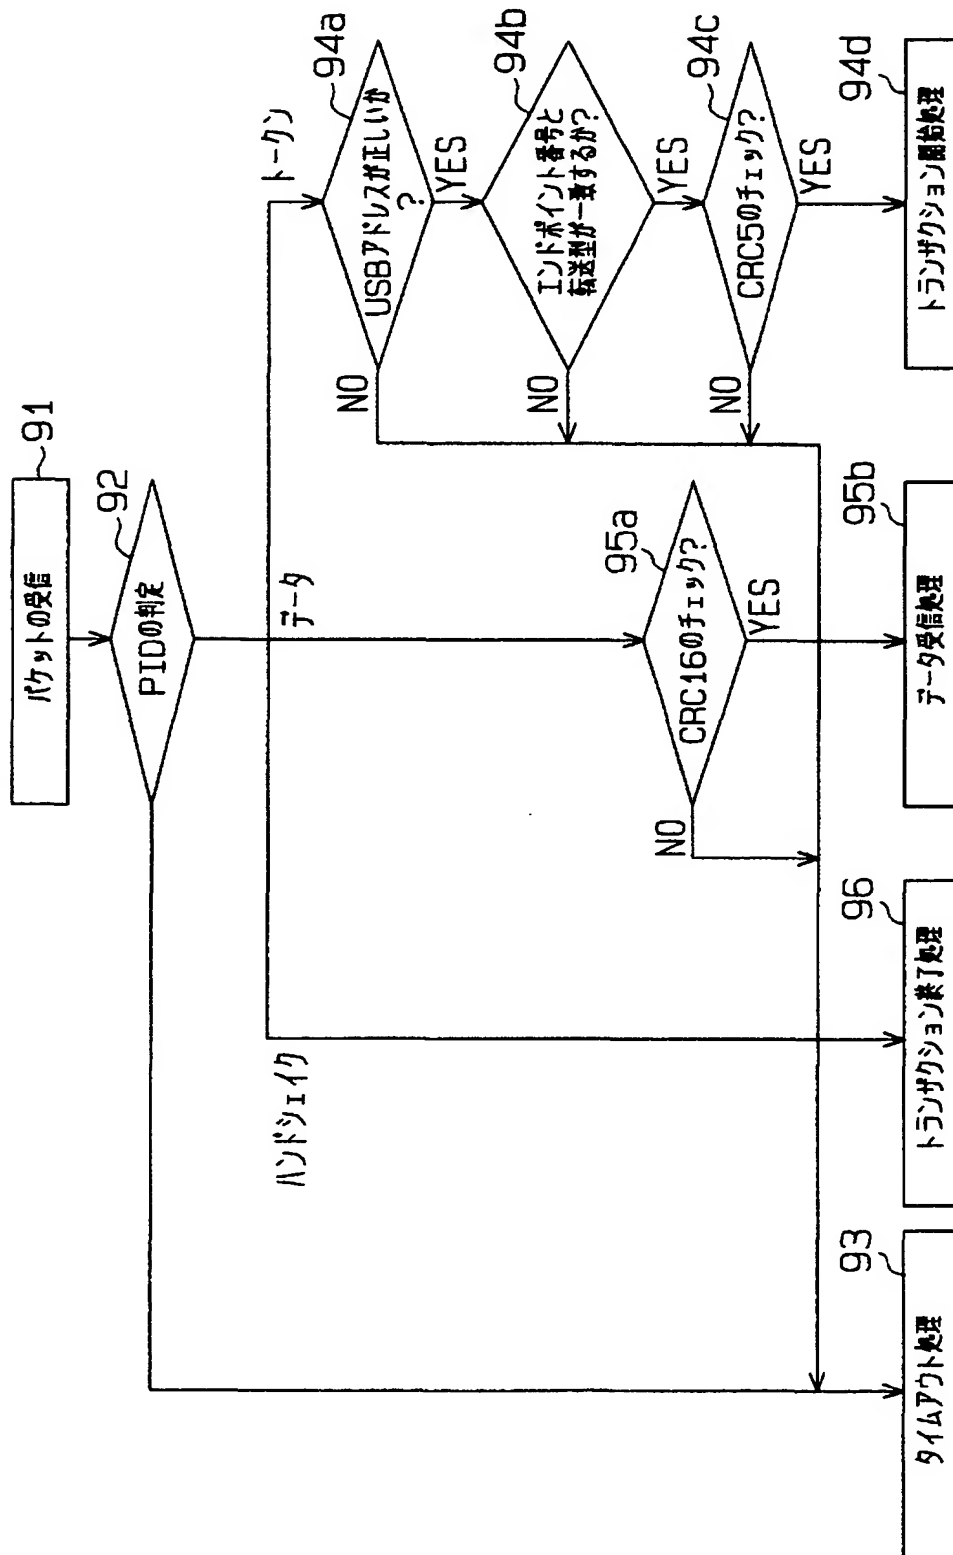 パケットの受信
91
PIDの判定
92
トークン
データ
ハンドシェイク
USBアドレスが正しいか
?
94a
YES
NO
エンドポイント番号と
転送型が一致するか?
94b
YES
NO
CRC5のチェック?
94c
YES
NO
CRC16のチェック?
95a
YES
NO
タイムアウト処理
93
トランザクション終了処理
96
データ受信処理
95b
トランザクション開始処理
94d